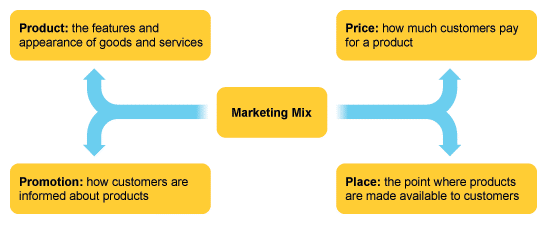 Product: the features and
appearance of goods and services
Price: how much customers pay
for a product
Marketing Mix
Promotion: how customers are
informed about products
Place: the point where products
are made available to customers